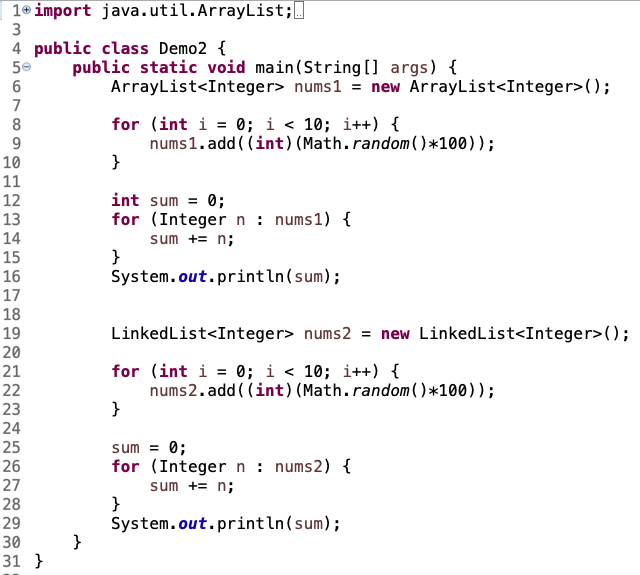 1 import java.util.ArrayList;
3
4 public class Demo2 {
5 public static void main(String[] args) {
6 ArrayList<Integer> nums1 = new ArrayList<Integer>();
7
8 for (int i = 0; i < 10; i++) {
9 nums1.add((int)(Math.random()*100));
10 }
11
12 int sum = 0;
13 for (Integer n : nums1) {
14 sum += n;
15 }
16 System.out.println(sum);
17
18
19 LinkedList<Integer> nums2 = new LinkedList<Integer>();
20
21 for (int i = 0; i < 10; i++) {
22 nums2.add((int)(Math.random()*100));
23 }
24
25 sum = 0;
26 for (Integer n : nums2) {
27 sum += n;
28 }
29 System.out.println(sum);
30 }
31 }